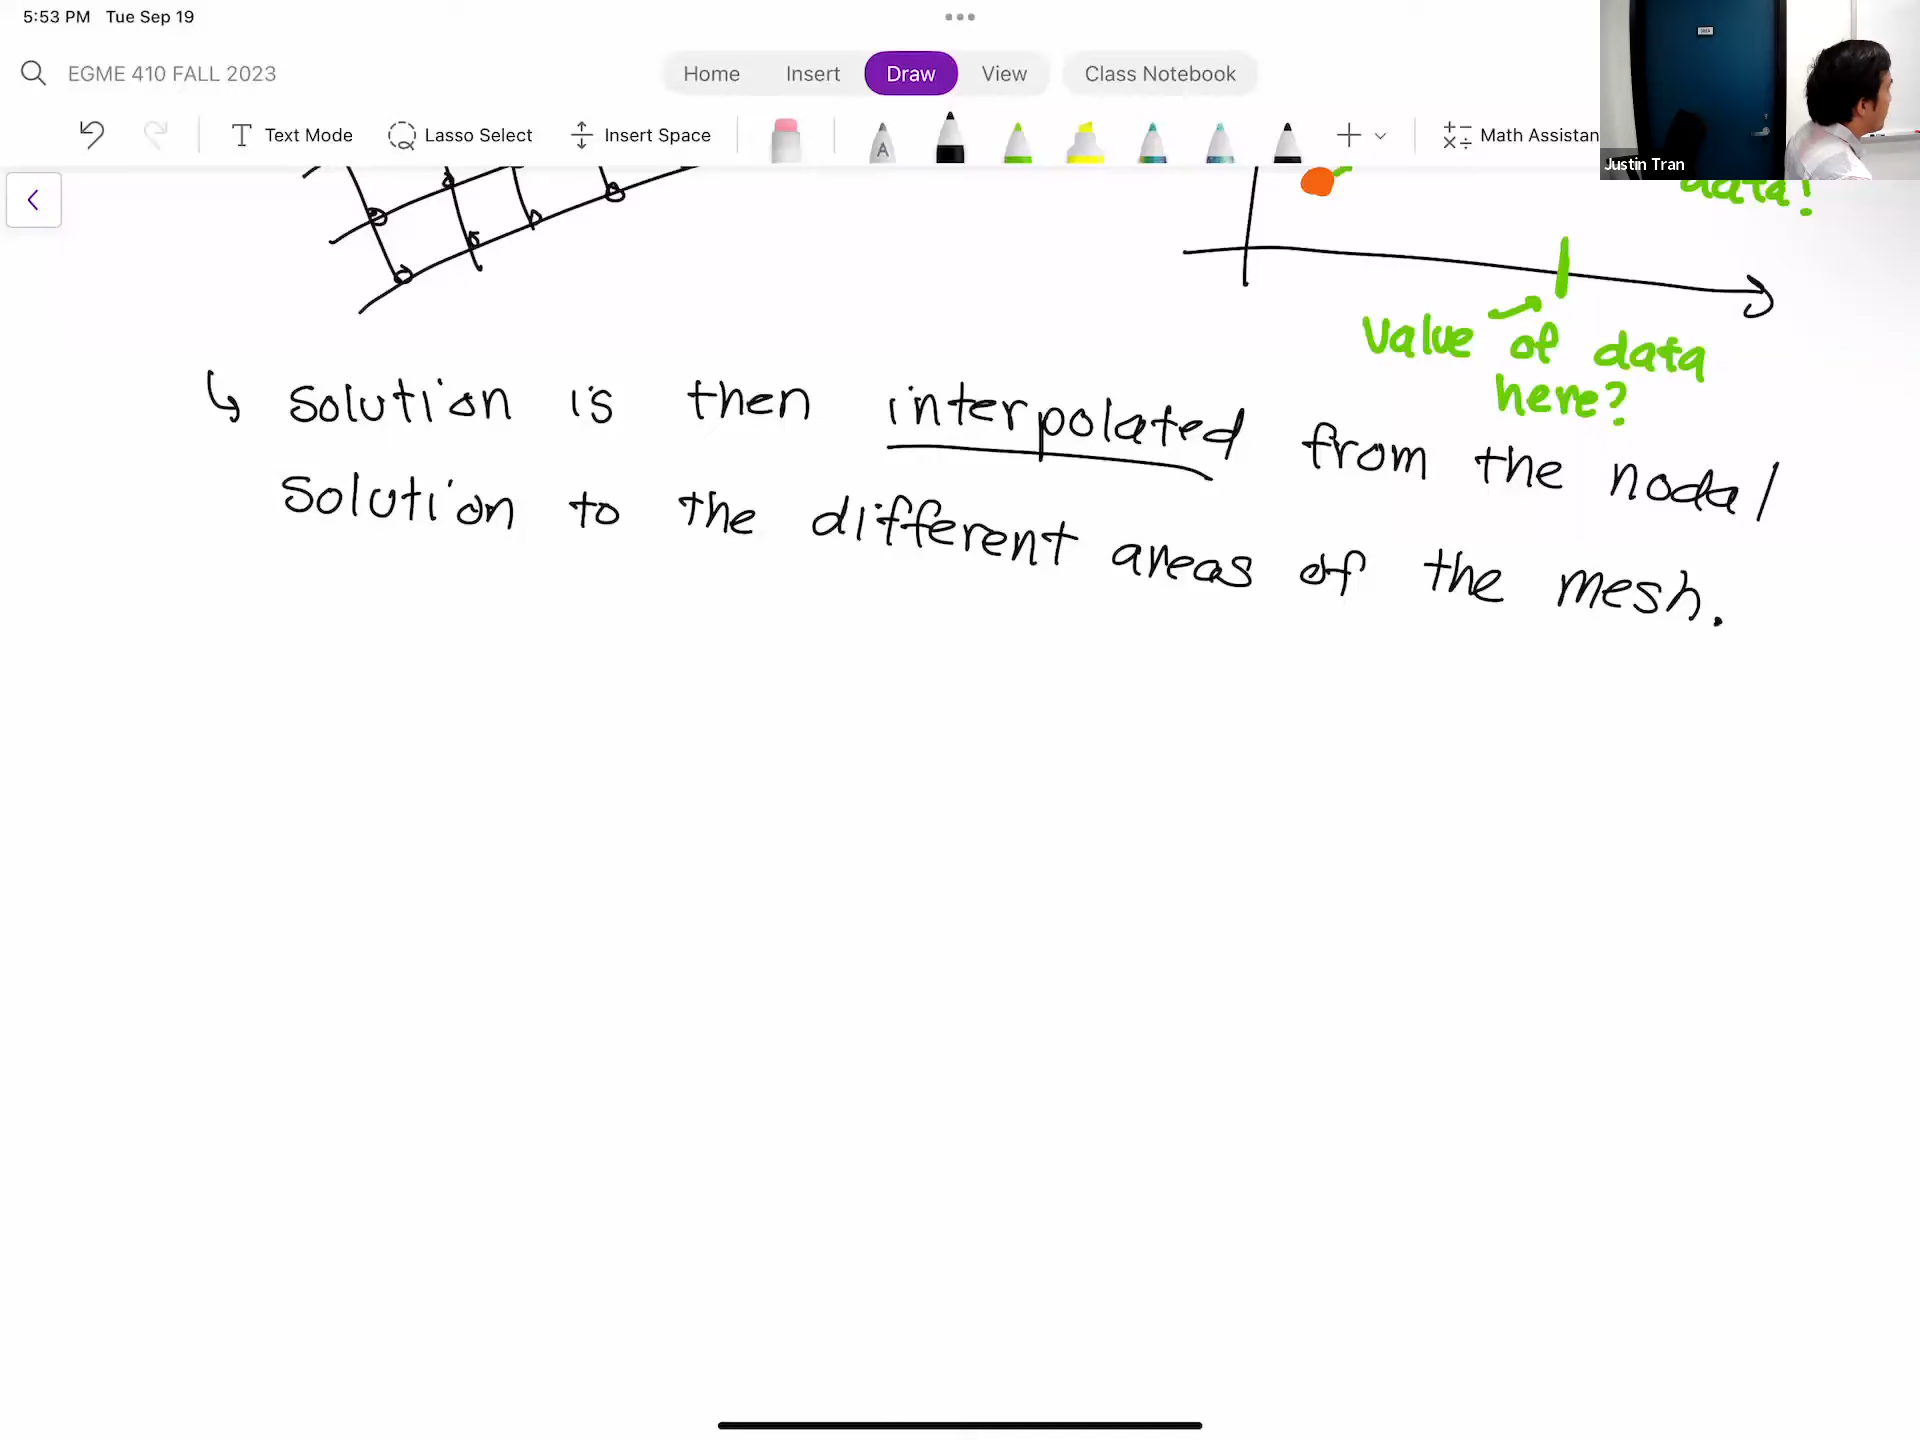 5:53 PM Tue Sep 19
EGME 410 FALL 2023
Home Insert Draw View Class Notebook
Text Mode Lasso Select Insert Space A Math Assistan
Justin Tran
data!
Value of data
here?
↳ solution is then interpolated from the nodal
solution to the different areas of the mesh.